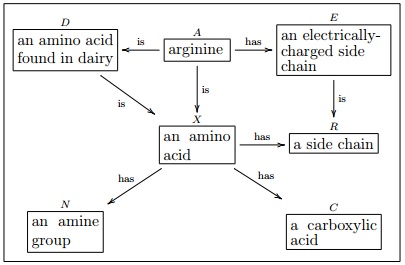 D
an amino acid
found in dairy
is
A
arginine
has
E
an electrically-
charged side
chain
is
is
is
X
an amino
acid
has
R
a side chain
has
has
N
an amine
group
C
a carboxylic
acid